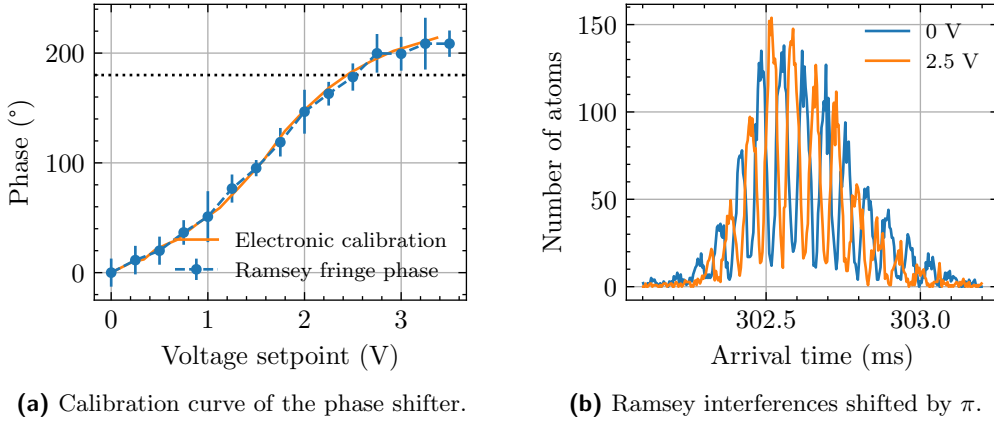 200
100
0
Phase (°)
Electronic calibration
Ramsey fringe phase
0 1 2 3
Voltage setpoint (V)
(a) Calibration curve of the phase shifter.
150
100
50
0
Number of atoms
0 V
2.5 V
302.5 303.0
Arrival time (ms)
(b) Ramsey interferences shifted by π.